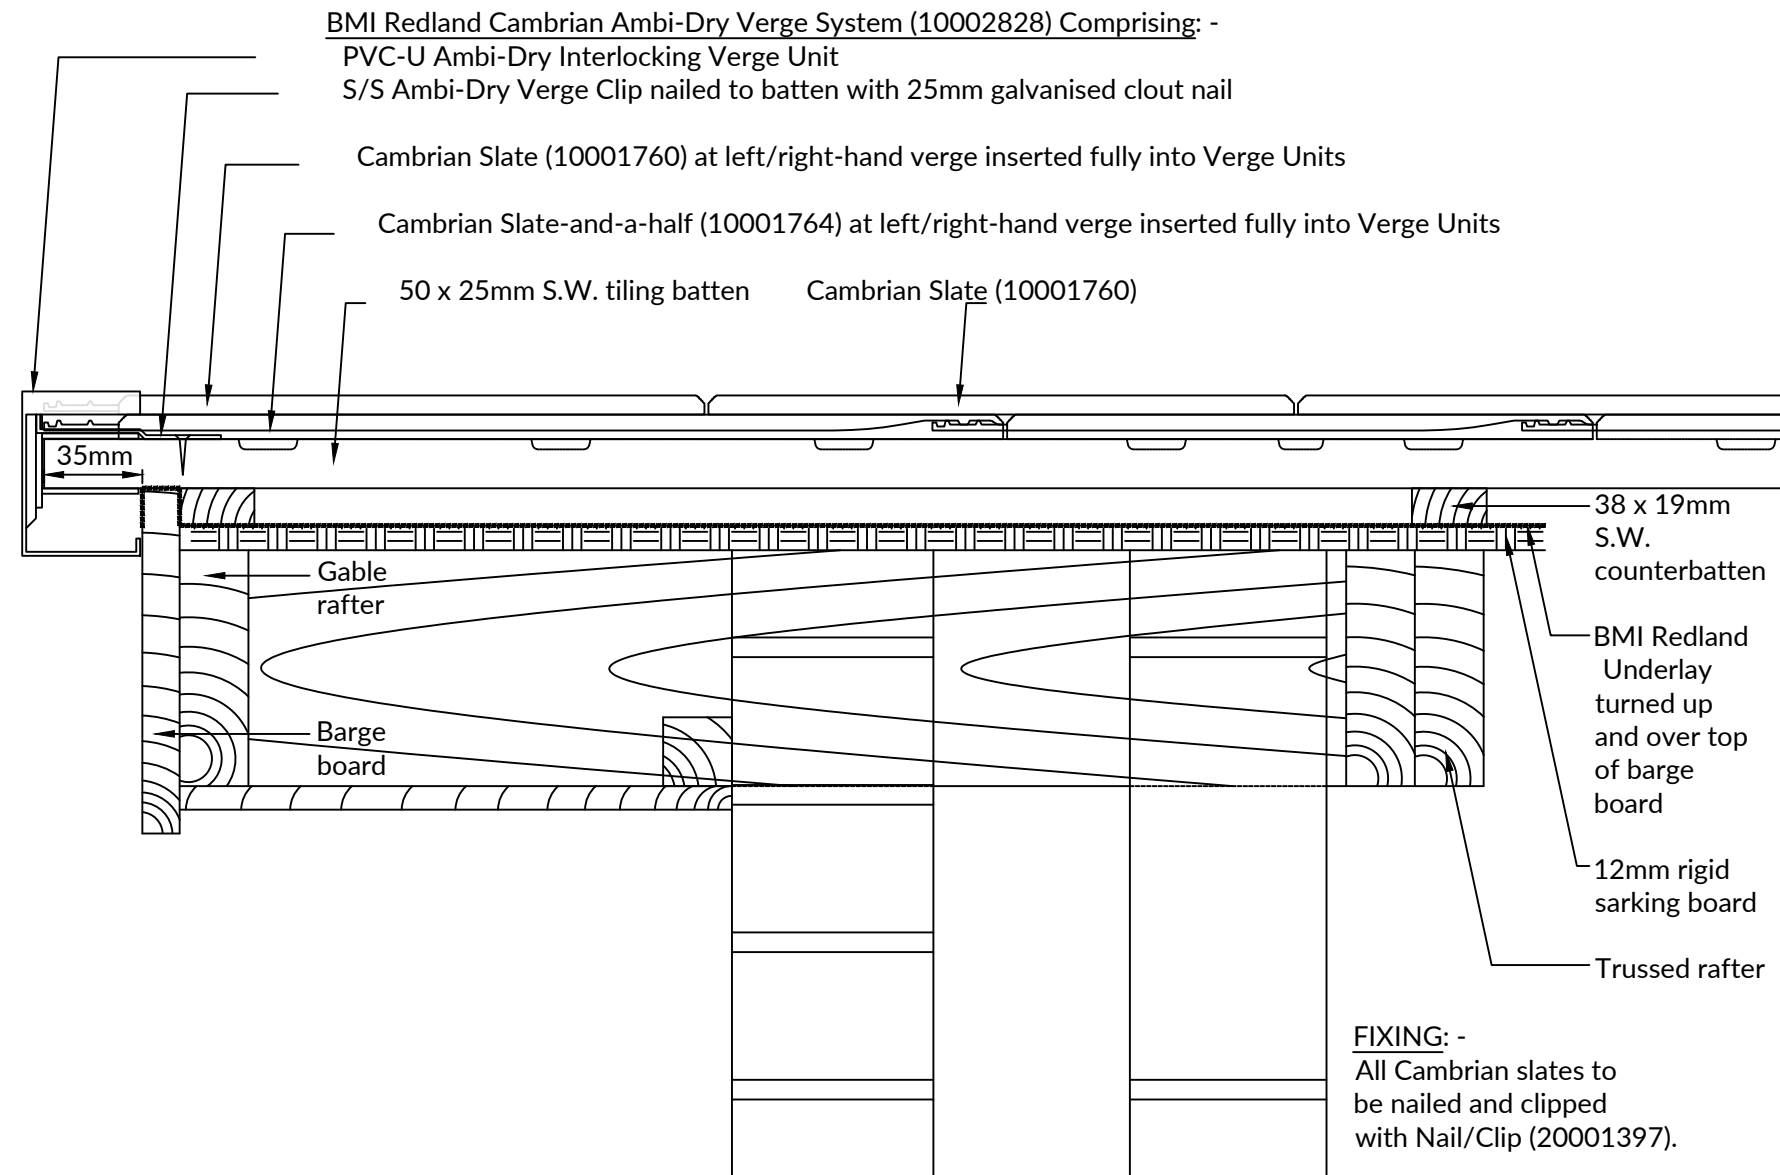 BMI Redland Cambrian Ambi-Dry Verge System (10002828) Comprising: -
PVC-U Ambi-Dry Interlocking Verge Unit
S/S Ambi-Dry Verge Clip nailed to batten with 25mm galvanised clout nail
Cambrian Slate (10001760) at left/right-hand verge inserted fully into Verge Units
Cambrian Slate-and-a-half (10001764) at left/right-hand verge inserted fully into Verge Units
50 x 25mm S.W. tiling batten
Cambrian Slate (10001760)
35mm
38 x 19mm
S.W.
counterbatten
Gable
rafter
BMI Redland
Underlay
turned up
and over top
of barge
board
Barge
board
12mm rigid
sarking board
Trussed rafter
FIXING: -
All Cambrian slates to
be nailed and clipped
with Nail/Clip (20001397).